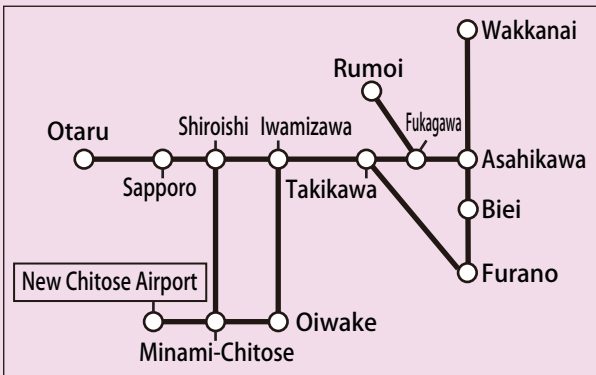 Wakkanai
Rumoi
Fukagawa
Otaru
Shiroishi
Iwamizawa
Sapporo
Takikawa
Asahikawa
Biei
New Chitose Airport
Furano
Oiwake
Minami-Chitose